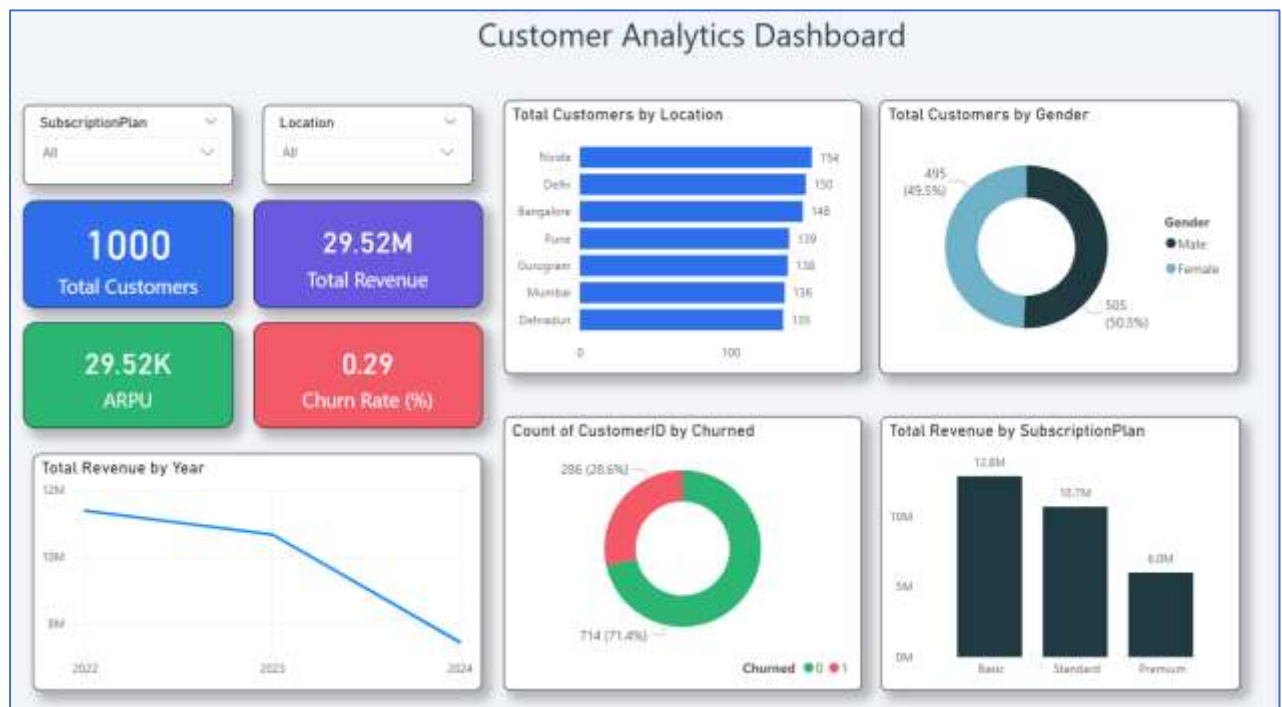 Customer Analytics Dashboard
SubscriptionPlan
All
Location
All
1000
Total Customers
29.52M
Total Revenue
29.52K
ARPU
0.29
Churn Rate (%)
Total Revenue by Year
12M
10M
8M
2022
2023
2024
Total Customers by Location
Noida
154
Delhi
150
Bangalore
148
Pune
139
Gurugram
138
Mumbai
136
Dehradun
135
0
100
Total Customers by Gender
495
(49.5%)
Gender
Male
Female
505
(50.5%)
Count of CustomerID by Churned
286 (28.6%)
714 (71.4%)
Churned
0
1
Total Revenue by SubscriptionPlan
12.8M
10.7M
6.0M
10M
5M
0M
Basic
Standard
Premium